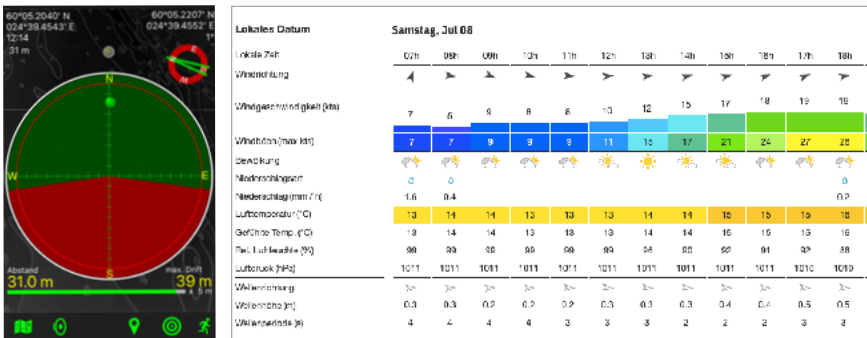 60°05.2040' N
024°39.4543' E
12:14
31 m
60°05.2207' N
024°39.4552' E
1°
N
E
W
N
W
E
S
Abstand
31.0 m
max. Drift
39 m
± 5 m
Lokales Datum Samstag, Jul 08
Lokale Zeit 07h 08h 09h 10h 11h 12h 13h 14h 15h 16h 17h 18h
Windrichtung
Windgeschwindigkeit (kts) 7 5 9 8 8 10 12 15 17 18 19 19
Windböen (max kts) 7 7 9 9 9 11 15 17 21 24 27 28
Bewölkung
Niederschlagsart
Niederschlag (mm / h) 1.6 0.4 0.2
Lufttemperatur (°C) 13 14 14 13 13 13 14 14 15 15 15 16
Gefühlte Temp. (°C) 13 14 14 13 13 13 14 14 15 15 15 16
Rel. Luftfeuchte (%) 99 99 99 99 99 99 96 90 92 91 92 88
Luftdruck (hPa) 1011 1011 1011 1011 1011 1011 1011 1011 1011 1011 1010 1010
Wellenrichtung
Wellenhöhe (m) 0.3 0.3 0.2 0.2 0.2 0.3 0.3 0.3 0.4 0.4 0.5 0.5
Wellenperiode (s) 4 4 4 4 3 3 3 2 2 2 3 3